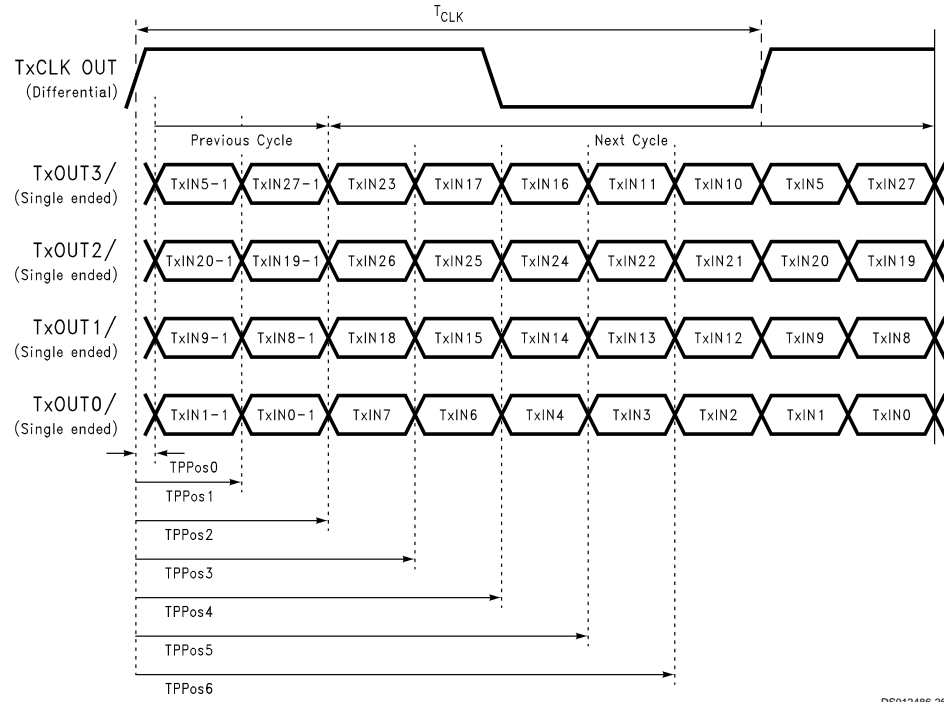 TCLK
TxCLK OUT
(Differential)
Previous Cycle
Next Cycle
TxOUT3/
(Single ended)
TxIN5-1 TxIN27-1 TxIN23 TxIN17 TxIN16 TxIN11 TxIN10 TxIN5 TxIN27
TxOUT2/
(Single ended)
TxIN20-1 TxIN19-1 TxIN26 TxIN25 TxIN24 TxIN22 TxIN21 TxIN20 TxIN19
TxOUT1/
(Single ended)
TxIN9-1 TxIN8-1 TxIN18 TxIN15 TxIN14 TxIN13 TxIN12 TxIN9 TxIN8
TxOUT0/
(Single ended)
TxIN1-1 TxIN0-1 TxIN7 TxIN6 TxIN4 TxIN3 TxIN2 TxIN1 TxIN0
TPPos0
TPPos1
TPPos2
TPPos3
TPPos4
TPPos5
TPPos6